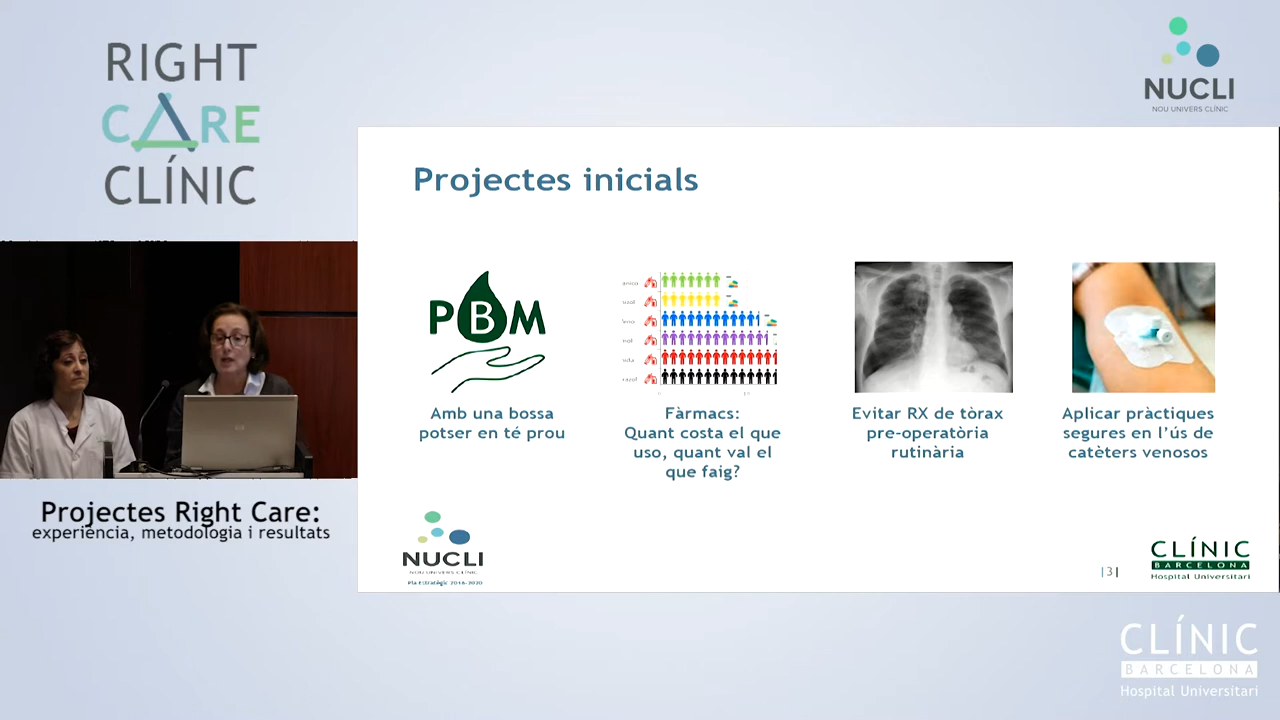 RIGHT
CARE
CLÍNIC
NUCLI
NOU UNIVERS CLÍNIC
Projectes inicials
PBM
Amb una bossa
potser en té prou
Fàrmacs:
Quant costa el que
uso, quant val el
que faig?
Evitar RX de tòrax
pre-operatòria
rutinària
Aplicar pràctiques
segures en l'ús de
catèters venosos
Projectes Right Care:
experiència, metodologia i resultats
NUCLI
NOU UNIVERS CLÍNIC
Pla Estratègic 2016-2020
|3|
CLÍNIC
BARCELONA
Hospital Universitari
CLÍNIC
BARCELONA
Hospital Universitari